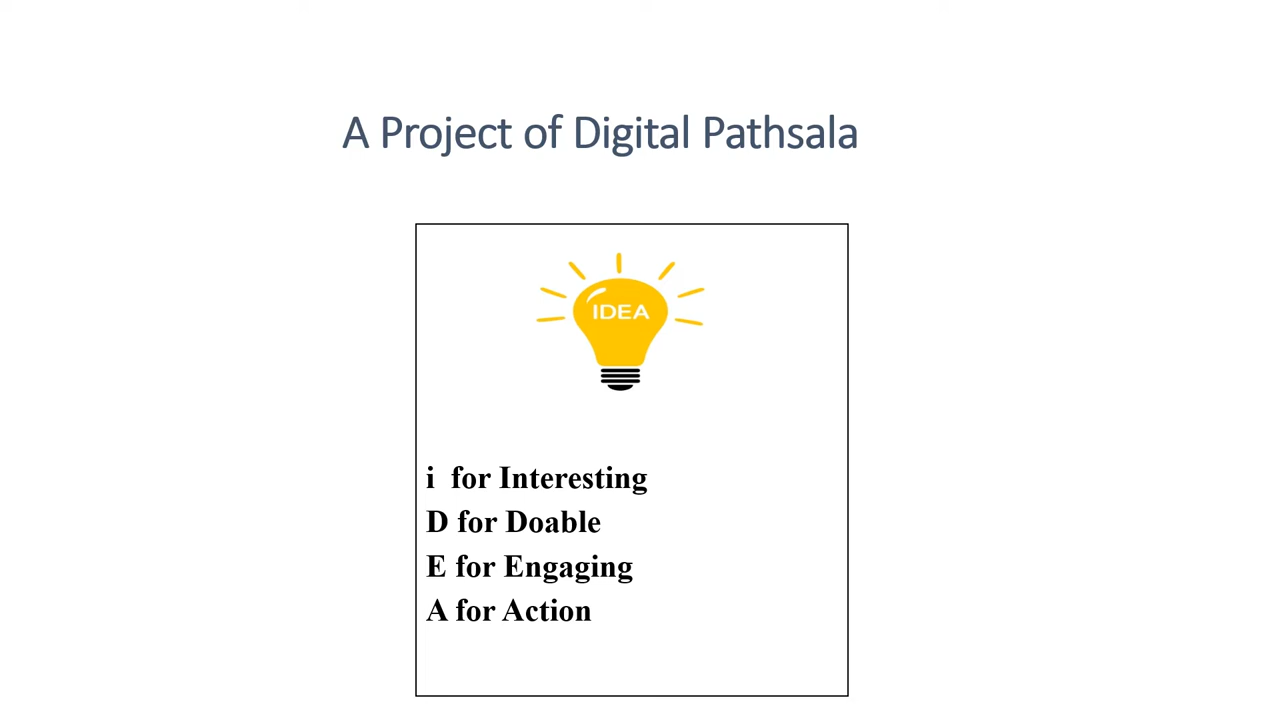 A Project of Digital Pathsala
IDEA
i  for Interesting
D for Doable
E for Engaging
A for Action